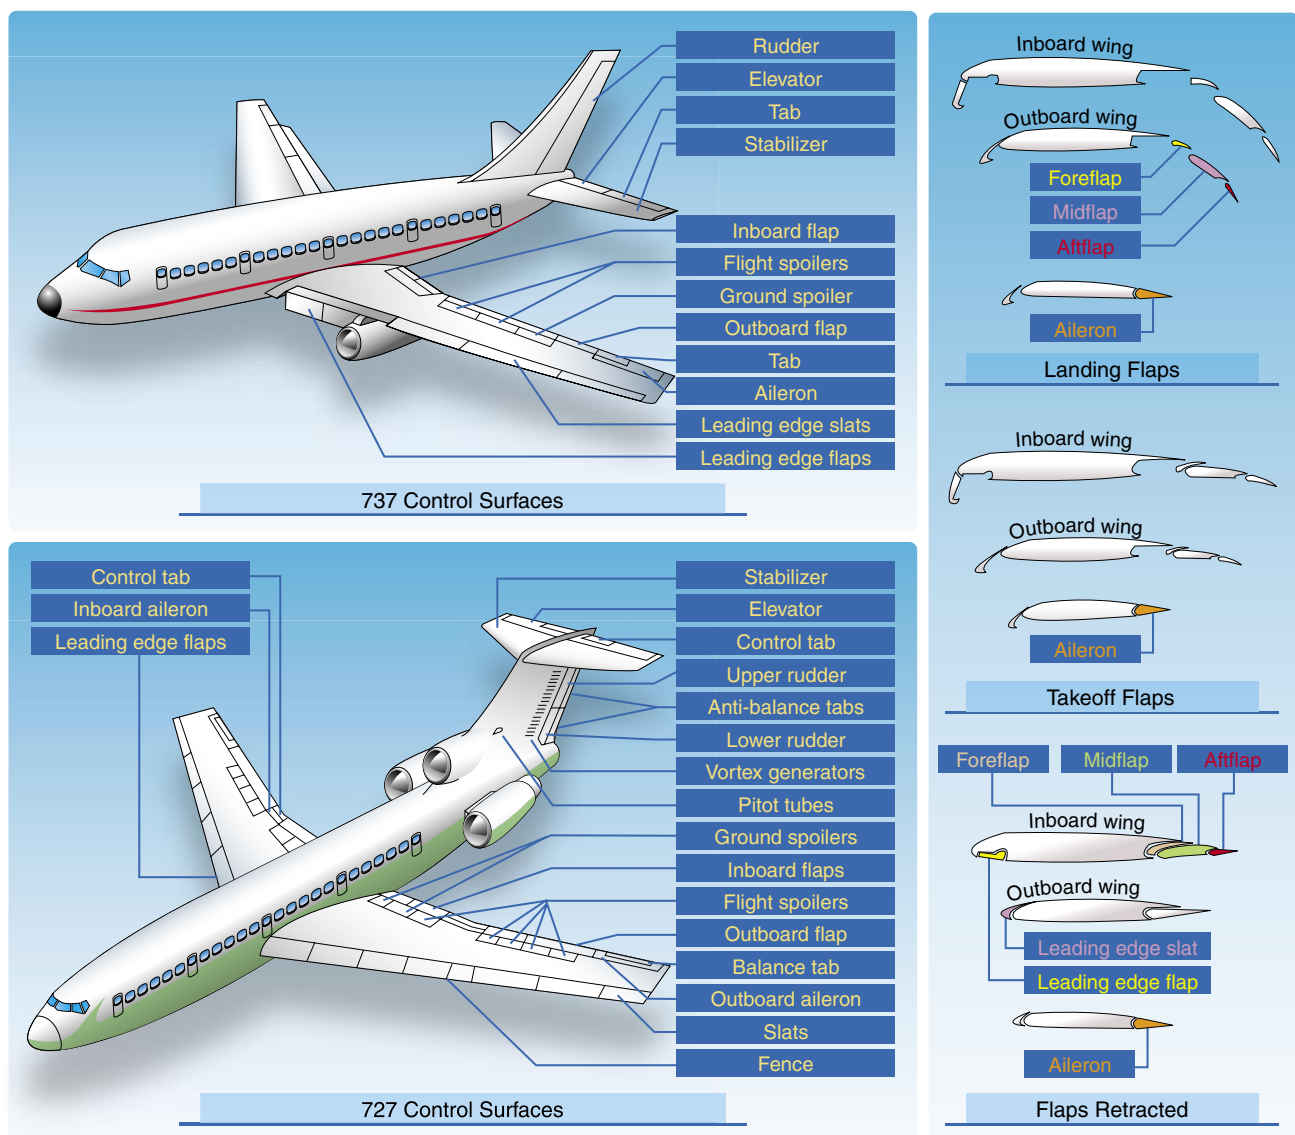 Rudder
Elevator
Tab
Stabilizer
Inboard flap
Flight spoilers
Ground spoiler
Outboard flap
Tab
Aileron
Leading edge slats
Leading edge flaps
737 Control Surfaces
Control tab
Inboard aileron
Leading edge flaps
Stabilizer
Elevator
Control tab
Upper rudder
Anti-balance tabs
Lower rudder
Vortex generators
Pitot tubes
Ground spoilers
Inboard flaps
Flight spoilers
Outboard flap
Balance tab
Outboard aileron
Slats
Fence
727 Control Surfaces
Inboard wing
Outboard wing
Foreflap
Midflap
Aftflap
Aileron
Landing Flaps
Inboard wing
Outboard wing
Aileron
Takeoff Flaps
Foreflap
Midflap
Aftflap
Inboard wing
Outboard wing
Leading edge slat
Leading edge flap
Aileron
Flaps Retracted